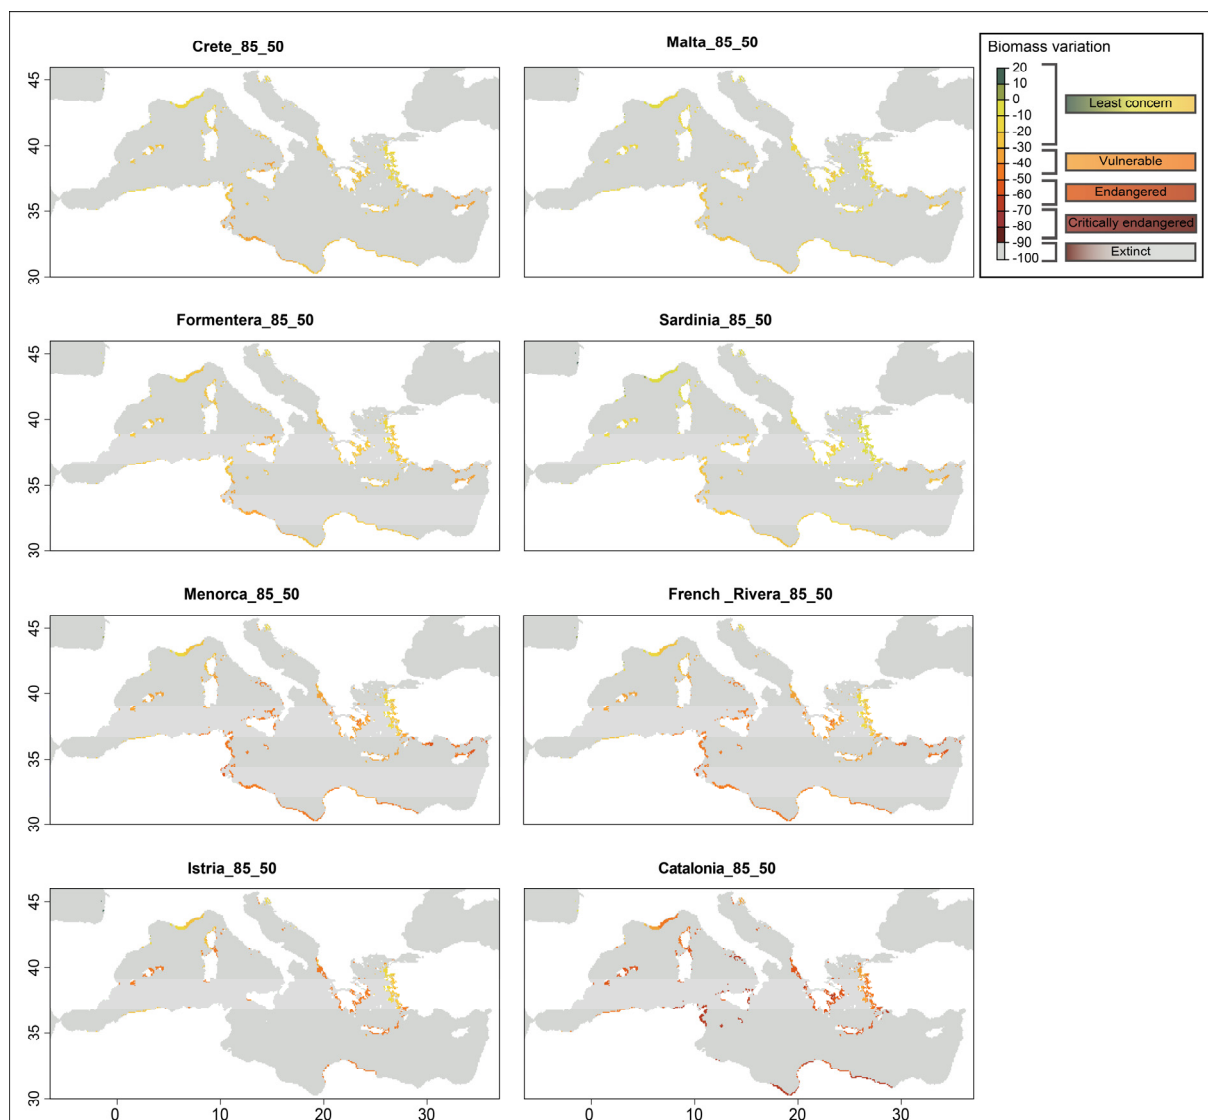 Crete_85_50
Malta_85_50
Biomass variation
20
10
0
-10
-20
-30
-40
-50
-60
-70
-80
-90
-100
Least concern
Vulnerable
Endangered
Critically endangered
Extinct
45
40
35
30
Formentera_85_50
Sardinia_85_50
45
40
35
30
Menorca_85_50
French _Rivera_85_50
45
40
35
30
Istria_85_50
Catalonia_85_50
45
40
35
30
0 10 20 30
0 10 20 30